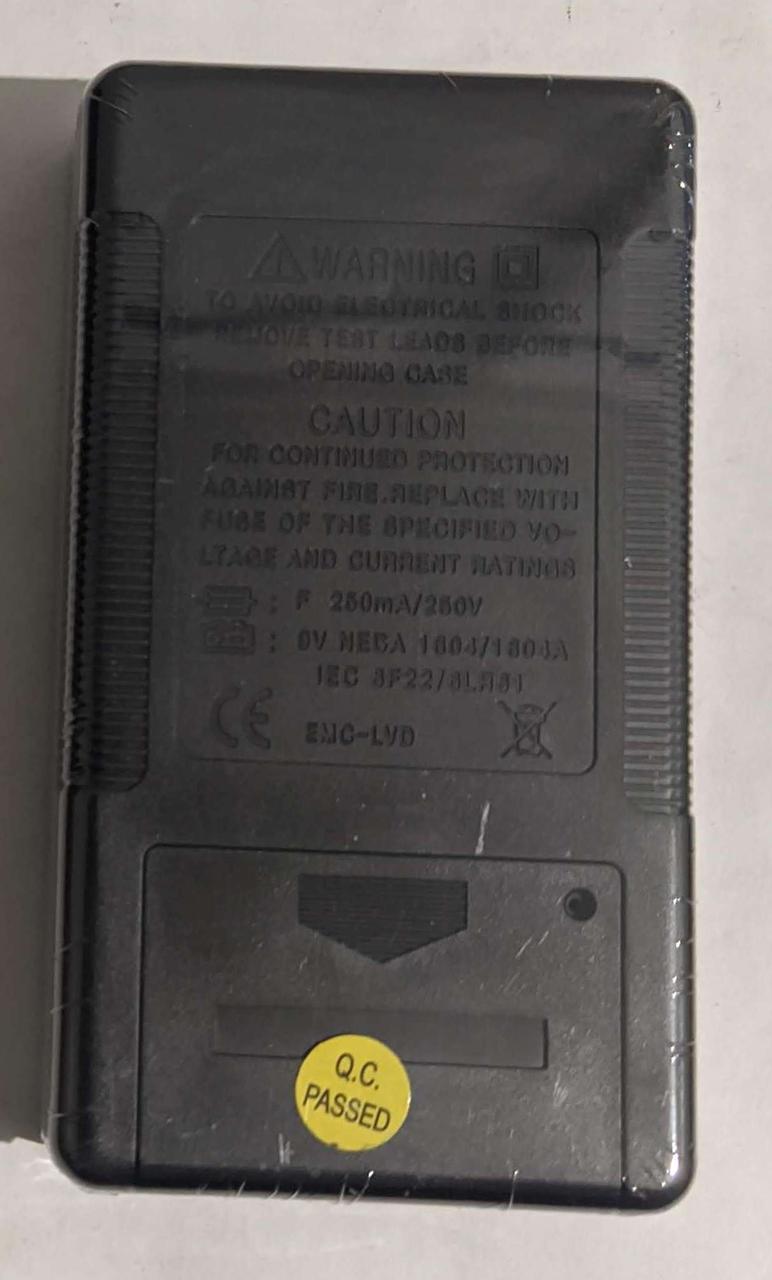 WARNING
TO AVOID ELECTRICAL SHOCK
REMOVE TEST LEADS BEFORE
OPENING CASE
CAUTION
FOR CONTINUED PROTECTION
AGAINST FIRE.REPLACE WITH
FUSE OF THE SPECIFIED VO-
LTAGE AND CURRENT RATINGS
: F 250mA/250V
: 9V NEDA 1604/1604A
IEC 6F22/6LR61
CE
EMC-LVD
Q.C.
PASSED